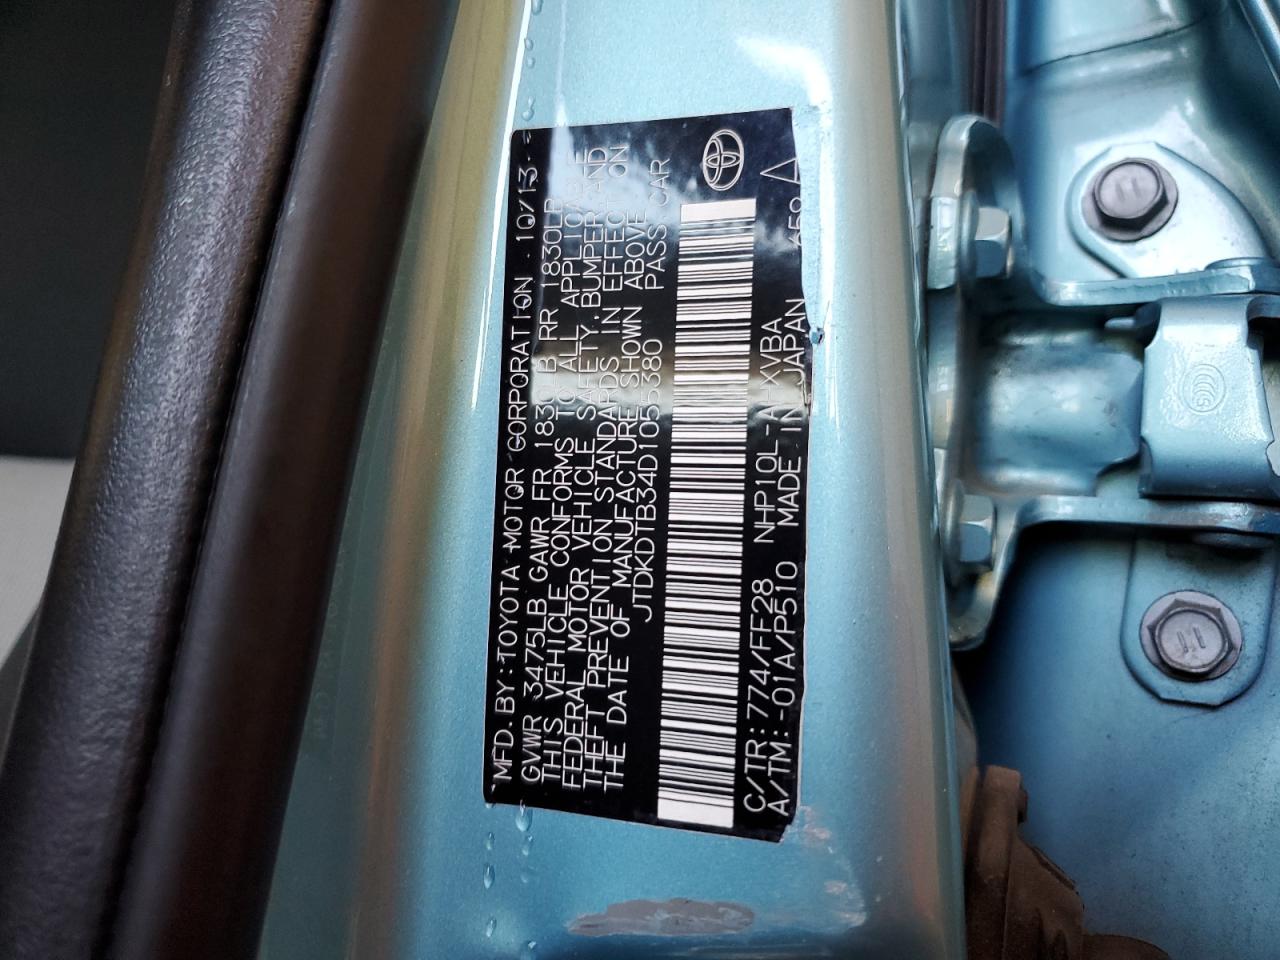 MFD. BY: TOYOTA MOTOR CORPORATION 10/13
GVWR 3475LB GAWR FR 1830LB RR 1830LB
THIS VEHICLE CONFORMS TO ALL APPLICABLE
FEDERAL MOTOR VEHICLE SAFETY, BUMPER, AND
THEFT PREVENTION STANDARDS IN EFFECT ON
THE DATE OF MANUFACTURE SHOWN ABOVE
JTDKDTB34D1055380 PASS CAR
C/TR: 774/FF28 NHP10L-AHXVBA
A/TM: -01A/P510 MADE IN JAPAN